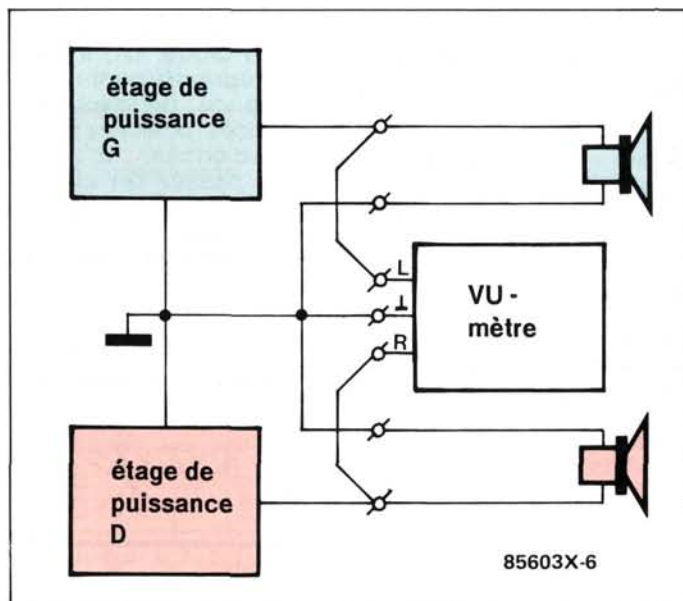 étage de
puissance
G
L
⊥
R
VU -
mètre
étage de
puissance
D
85603X-6